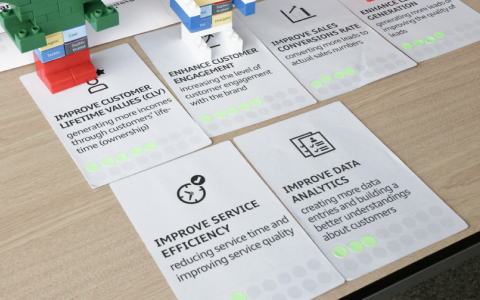 IMPROVE CUSTOMER
LIFETIME VALUES (CLV)
generating more incomes
through customers' life-
time (ownership)
ENHANCE CUSTOMER
ENGAGEMENT
increasing the level of
customer engagement
with the brand
IMPROVE SALES
CONVERSIONS RATE
converting more leads
to actual sales numbers
ENHANCE
GENERATION
generating more leads
improving the quality of
leads
IMPROVE SERVICE
EFFICIENCY
reducing service time and
improving service quality
IMPROVE DATA
ANALYTICS
creating more data
entries and building a
better understandings
about customers